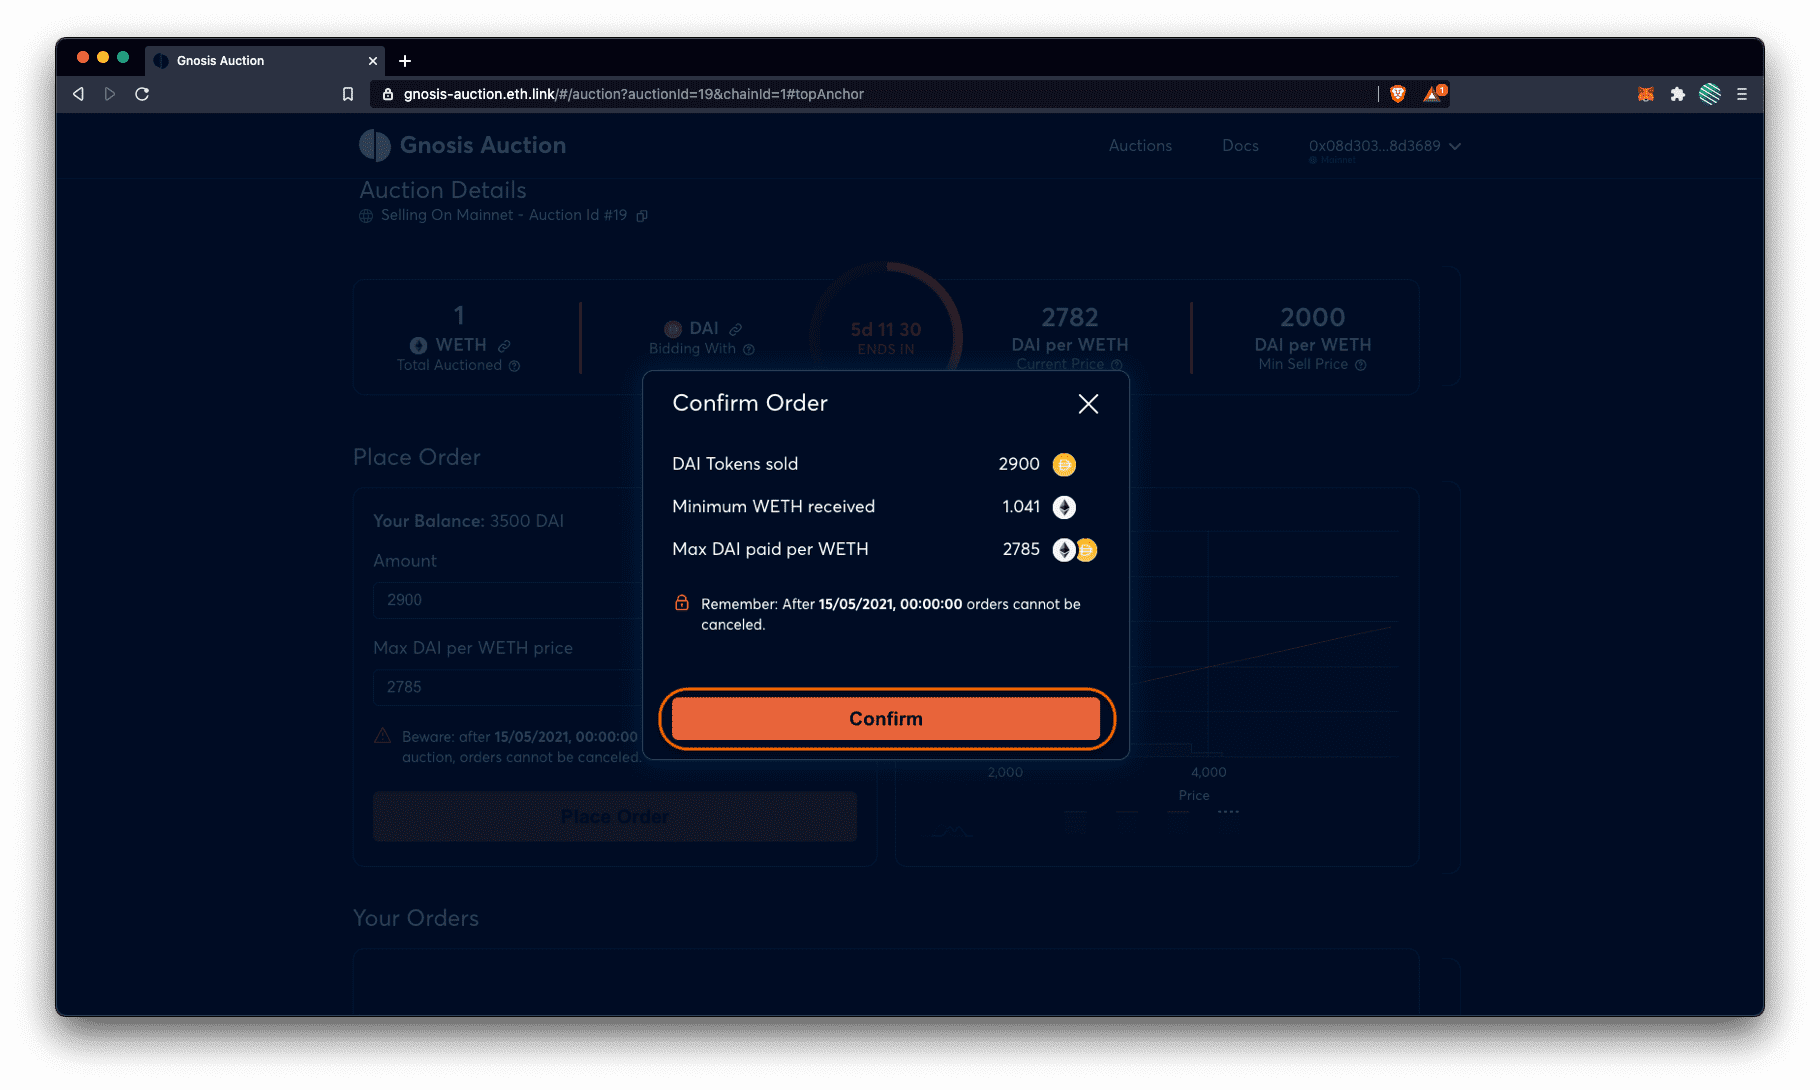 Gnosis Auction
gnosis-auction.eth.link/#/auction?auctionId=19&chainId=1#topAnchor
1
Gnosis Auction
Auctions
Docs
0x08d303...8d3689
Mainnet
Auction Details
Selling On Mainnet - Auction Id #19
1
WETH
Total Auctioned
DAI
Bidding With
5d 11 30
ENDS IN
2782
DAI per WETH
Current Price
2000
DAI per WETH
Min Sell Price
Confirm Order
DAI Tokens sold 2900
Minimum WETH received 1.041
Max DAI paid per WETH 2785
Remember: After 15/05/2021, 00:00:00 orders cannot be
canceled.
Confirm
Place Order
Your Balance: 3500 DAI
Amount
2900
Max DAI per WETH price
2785
Beware: after 15/05/2021, 00:00:00
auction, orders cannot be canceled.
Place Order
2,000
4,000
Price
Your Orders